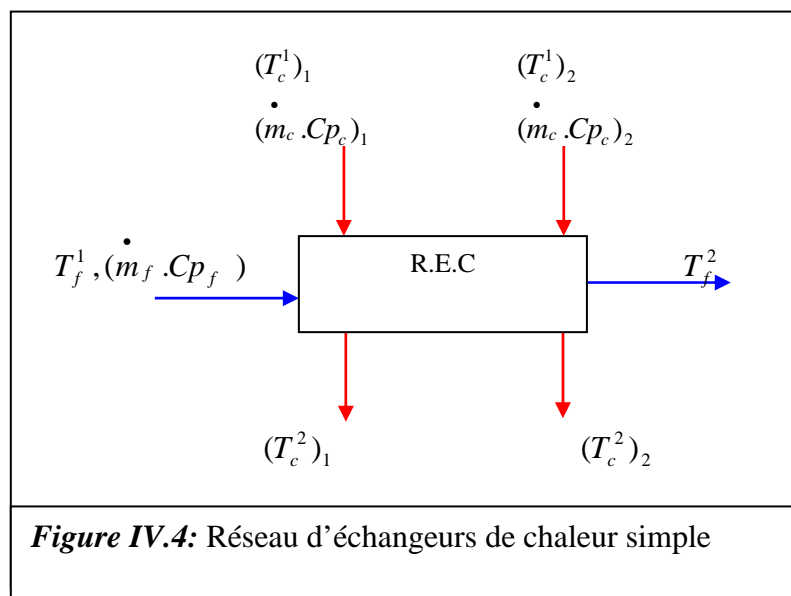 (T_c^1)_1 (T_c^1)_2
(ṁ_c.Cp_c)_1 (ṁ_c.Cp_c)_2
T_f^1,(ṁ_f.Cp_f ) R.E.C T_f^2
(T_c^2)_1 (T_c^2)_2
Figure IV.4: Réseau d’échangeurs de chaleur simple